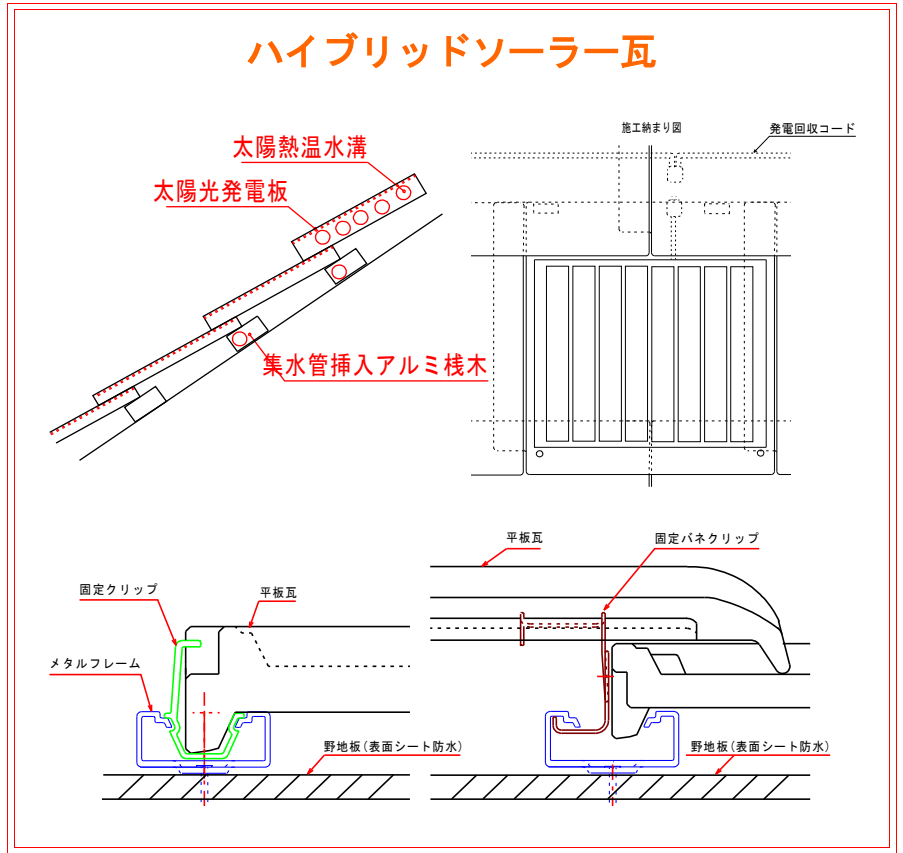 ハイブリッドソーラー瓦
施工納まり図
発電回収コード
太陽熱温水溝
太陽光発電板
集水管挿入アルミ桟木
平板瓦
固定バネクリップ
固定クリップ
平板瓦
メタルフレーム
野地板(表面シート防水)
野地板(表面シート防水)